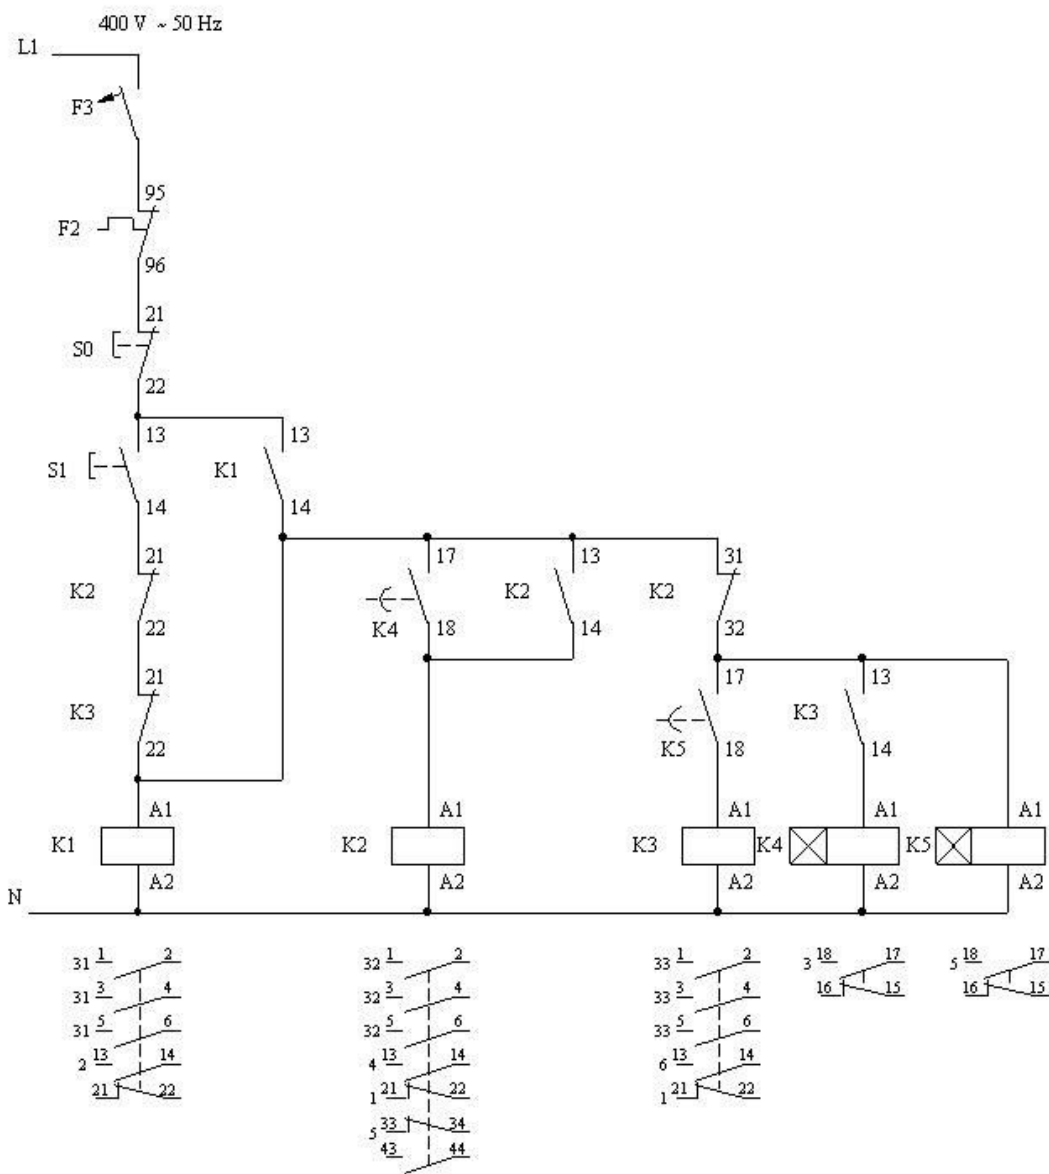 400 V ~ 50 Hz
L1
F3
95
F2
96
21
S0
22
13 13
S1 K1
14 14
21 17 13 31
K2 K4 K2 K2
22 18 14 32
21 17 13
K3 K5 K3
22 18 14
A1 A1 A1 A1 A1
K1 K2 K3 K4 K5
A2 A2 A2 A2 A2
N
31 1 2 32 1 2 33 1 2 3 18 17 5 18 17
31 3 4 32 3 4 33 3 4 16 15 16 15
31 5 6 32 5 6 33 5 6
2 13 14 4 13 14 6 13 14
21 22 1 21 22 1 21 22
5 33 34
43 44